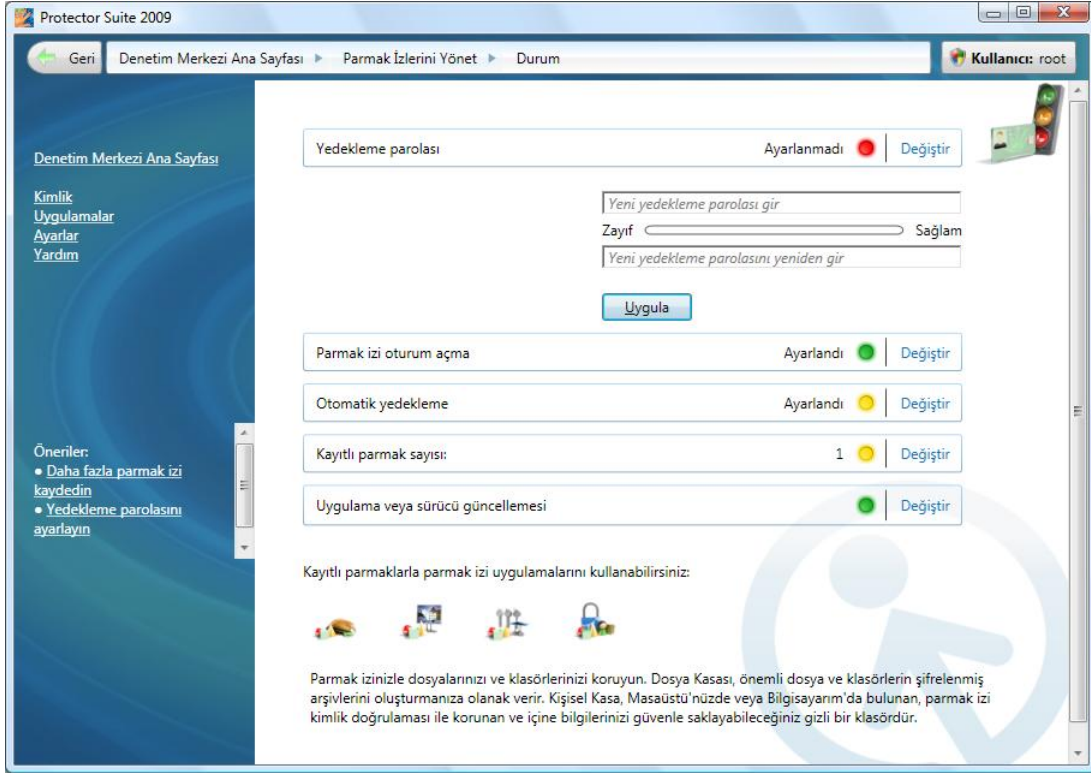 Protector Suite 2009
Geri Denetim Merkezi Ana Sayfası Parmak İzlerini Yönet Durum Kullanıcı: root
Denetim Merkezi Ana Sayfası
Kimlik
Uygulamalar
Ayarlar
Yardım
Öneriler:
• Daha fazla parmak izi
kaydedin
• Yedekleme parolasını
ayarlayın
Yedekleme parolası Ayarlanmadı Değiştir
Yeni yedekleme parolası gir
Zayıf Sağlam
Yeni yedekleme parolasını yeniden gir
Uygula
Parmak izi oturum açma Ayarlandı Değiştir
Otomatik yedekleme Ayarlandı Değiştir
Kayıtlı parmak sayısı: 1 Değiştir
Uygulama veya sürücü güncellemesi Değiştir
Kayıtlı parmaklarla parmak izi uygulamalarını kullanabilirsiniz:
Parmak izinizle dosyalarınızı ve klasörlerinizi koruyun. Dosya Kasası, önemli dosya ve klasörlerin şifrelenmiş
arşivlerini oluşturmanıza olanak verir. Kişisel Kasa, Masaüstü'nüzde veya Bilgisayarım'da bulunan, parmak izi
kimlik doğrulaması ile korunan ve içine bilgilerinizi güvenle saklayabileceğiniz gizli bir klasördür.